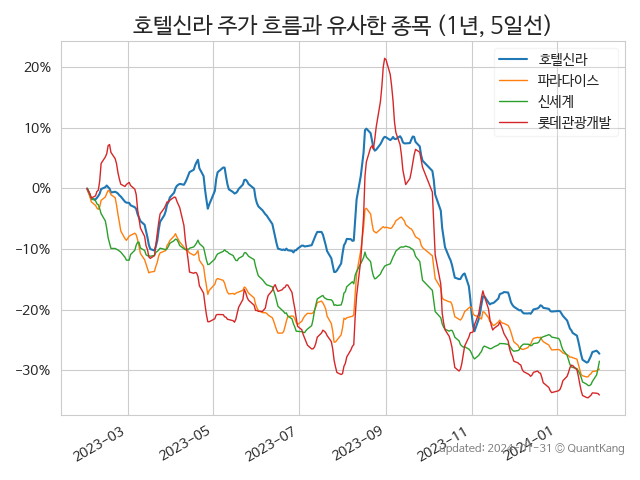 호텔신라 주가 흐름과 유사한 종목 (1년, 5일선)
호텔신라
파라다이스
신세계
롯데관광개발
20%
10%
0%
−10%
−20%
−30%
2023-03
2023-05
2023-07
2023-09
2023-11
2024-01
updated: 2024-01-31 © QuantKang